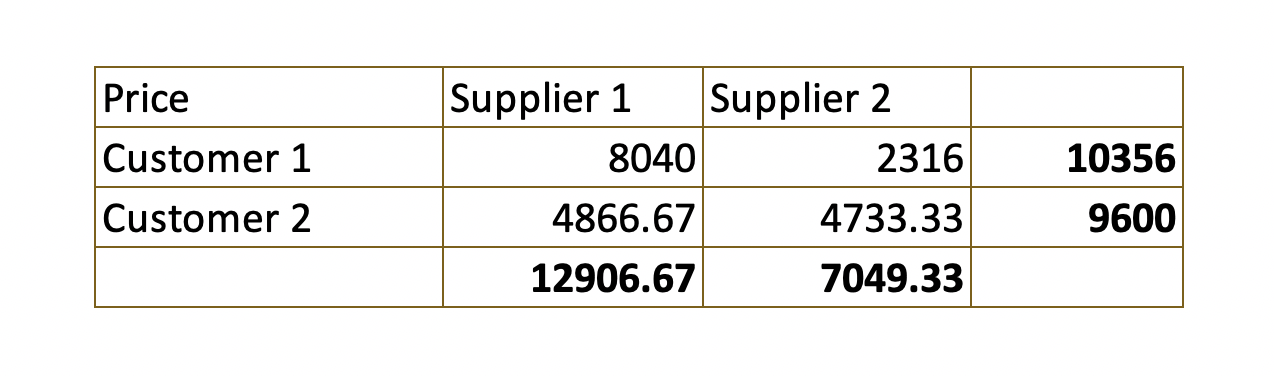 Price Supplier 1 Supplier 2
Customer 1 8040 2316 10356
Customer 2 4866.67 4733.33 9600
12906.67 7049.33